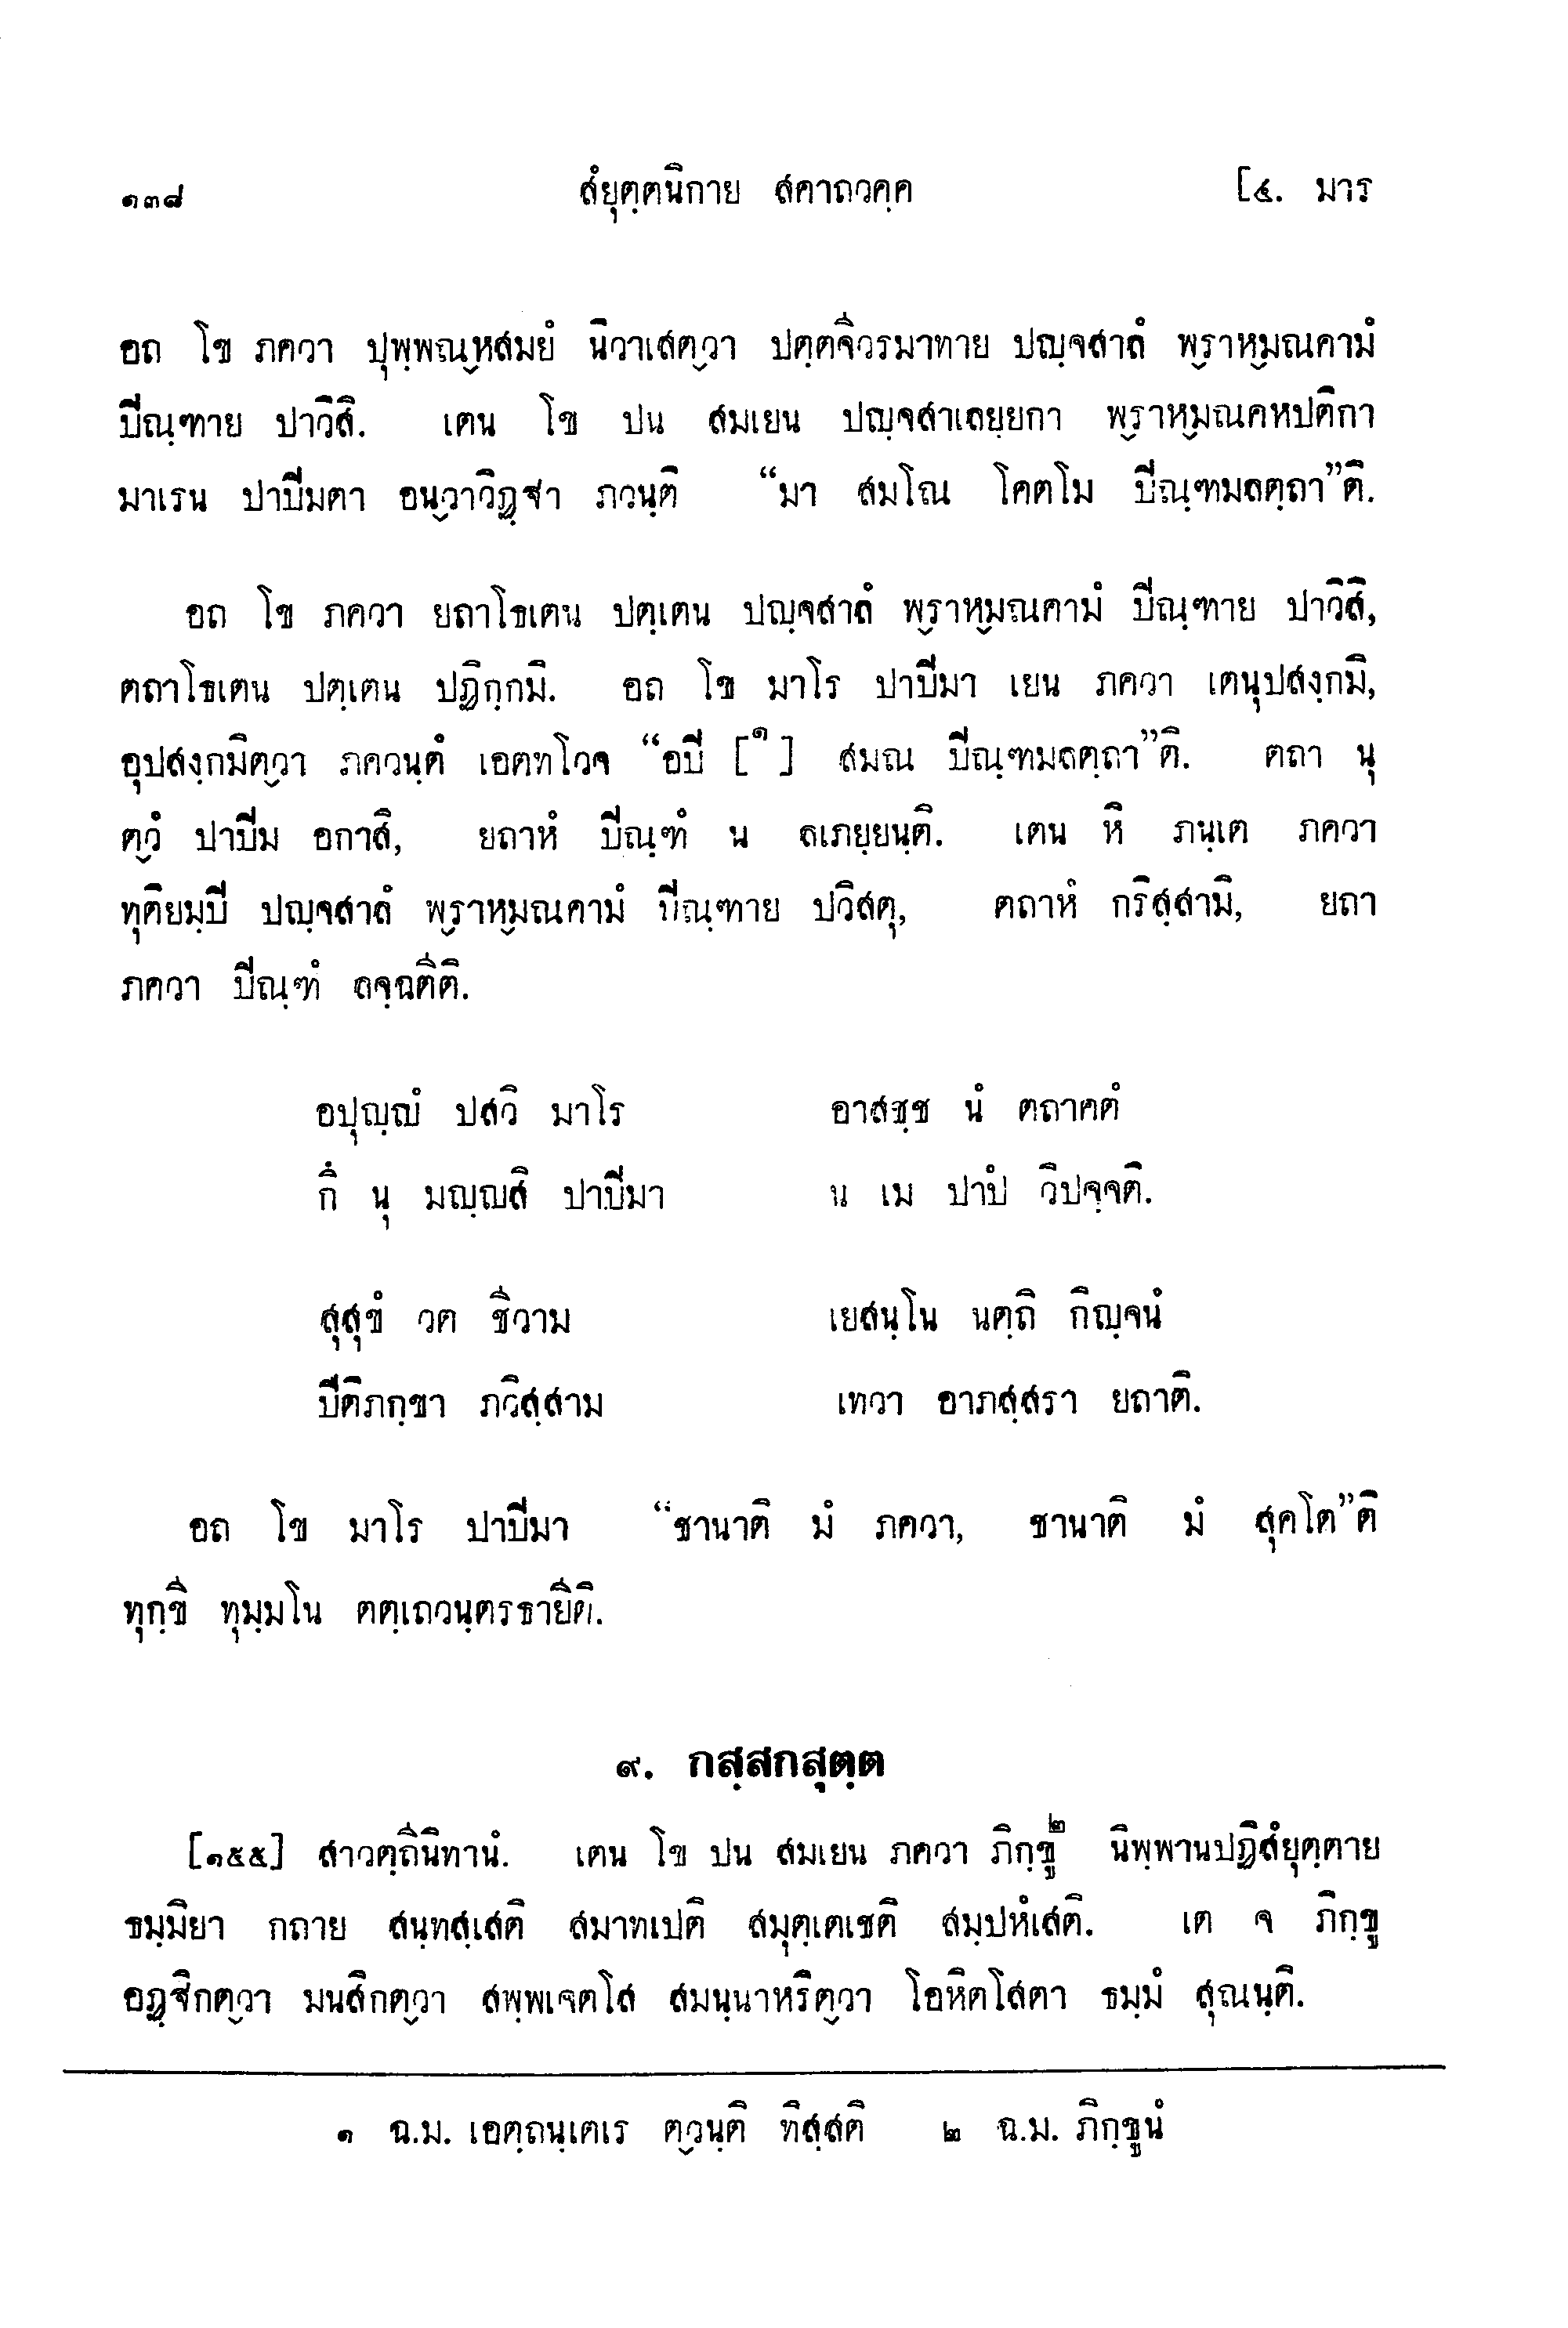 ๑๓๘ สํยุตฺตนิกาย สคาถวคฺค [๔. มาร
อถ โข ภควา ปุพฺพณฺหสมยํ นิวาเสตฺวา ปตฺตจีวรมาทาย ปญฺจสาลํ พฺราหฺมณคามํ
ปิณฺฑาย ปาวิสิ. เตน โข ปน สมเยน ปญฺจสาเลยฺยกา พฺราหฺมณคหปติกา
มาเรน ปาปิมตา อนฺวาวิฏฺฐา ภวนฺติ “มา สมโณ โคตโม ปิณฺฑมลตฺถา”ติ.
อถ โข ภควา ยถาโธเตน ปตฺเตน ปญฺจสาลํ พฺราหฺมณคามํ ปิณฺฑาย ปาวิสิ,
ตถาโธเตน ปตฺเตน ปฏิกฺกมิ. อถ โข มาโร ปาปิมา เยน ภควา เตนุปสงฺกมิ,
อุปสงฺกมิตฺวา ภควนฺตํ เอตทโวจ “อปิ [๑] สมณ ปิณฺฑมลตฺถา”ติ. ตถา นุ
ตฺวํ ปาปิม อกาสิ, ยถาหํ ปิณฺฑํ น ลเภยฺยนฺติ. เตน หิ ภนฺเต ภควา
ทุติยมฺปิ ปญฺจสาลํ พฺราหฺมณคามํ ปิณฺฑาย ปวิสตุ, ตถาหํ กริสฺสามิ, ยถา
ภควา ปิณฺฑํ ลจฺฉตีติ.
อปุญฺญํ ปสวิ มาโร อาสชฺช นํ ตถาคตํ
กึ นุ มญฺญสิ ปาปิมา น เม ปาปํ วิปจฺจติ.
สุสุขํ วต ชีวาม เยสนฺโน นตฺถิ กิญฺจนํ
ปีติภกฺขา ภวิสฺสาม เทวา อาภสฺสรา ยถาติ.
อถ โข มาโร ปาปิมา “ชานาติ มํ ภควา, ชานาติ มํ สุคโต”ติ
ทุกฺขี ทุมฺมโน ตตฺเถวนฺตรธายีติ.
๙. กสฺสกสุตฺต
[๑๕๕] สาวตฺถีนิทานํ. เตน โข ปน สมเยน ภควา ภิกฺขู๒ นิพฺพานปฏิสํยุตฺตาย
ธมฺมิยา กถาย สนฺทสฺเสติ สมาทเปติ สมุตฺเตเชติ สมฺปหํเสติ. เต จ ภิกฺขู
อฏฺฐิกตฺวา มนสิกตฺวา สพฺพเจตโส สมนฺนาหริตฺวา โอหิตโสตา ธมฺมํ สุณนฺติ.
๑ ฉ.ม. เอตฺถนฺเตเร ตฺวนฺติ ทิสฺสติ ๒ ฉ.ม. ภิกฺขูนํ